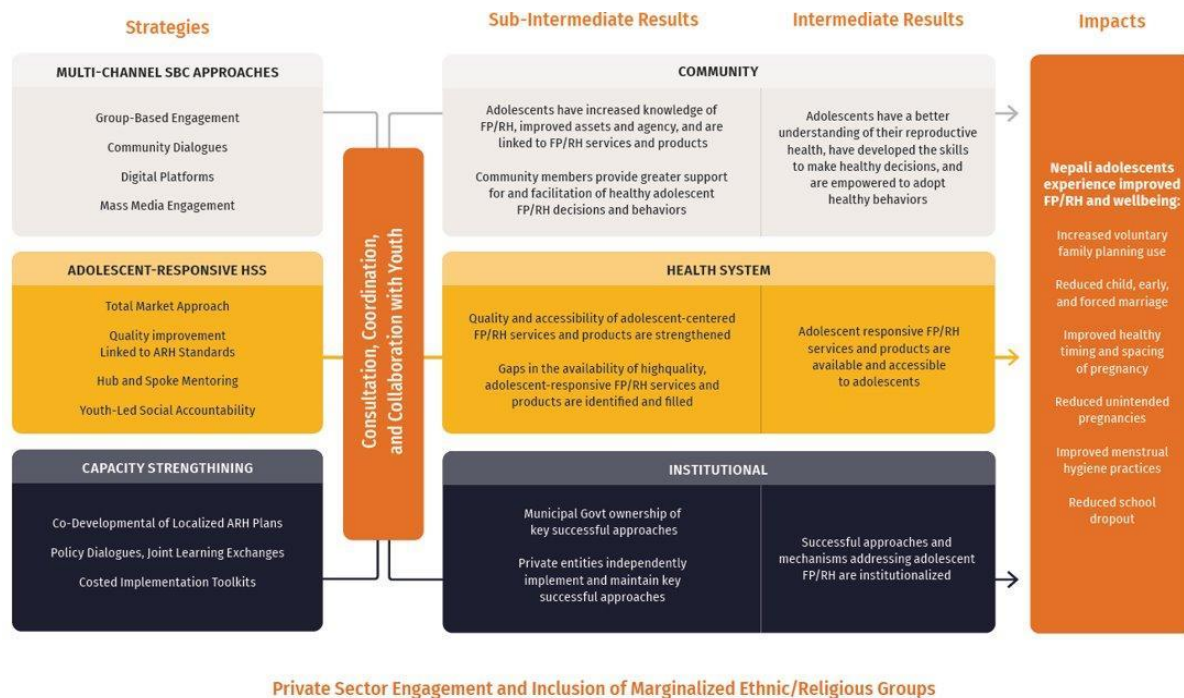 Strategies
Sub-Intermediate Results
Intermediate Results
Impacts
MULTI-CHANNEL SBC APPROACHES
Group-Based Engagement
Community Dialogues
Digital Platforms
Mass Media Engagement
ADOLESCENT-RESPONSIVE HSS
Total Market Approach
Quality improvement
Linked to ARH Standards
Hub and Spoke Mentoring
Youth-Led Social Accountability
CAPACITY STRENGTHINING
Co-Developmental of Localized ARH Plans
Policy Dialogues, Joint Learning Exchanges
Costed Implementation Toolkits
Consultation, Coordination,
and Collaboration with Youth
COMMUNITY
Adolescents have increased knowledge of
FP/RH, improved assets and agency, and are
linked to FP/RH services and products
Community members provide greater support
for and facilitation of healthy adolescent
FP/RH decisions and behaviors
Adolescents have a better
understanding of their reproductive
health, have developed the skills
to make healthy decisions, and
are empowered to adopt
healthy behaviors
HEALTH SYSTEM
Quality and accessibility of adolescent-centered
FP/RH services and products are strengthened
Gaps in the availability of highquality,
adolescent-responsive FP/RH services and
products are identified and filled
Adolescent responsive FP/RH
services and products are
available and accessible
to adolescents
INSTITUTIONAL
Municipal Govt ownership of
key successful approaches
Private entities independently
implement and maintain key
successful approaches
Successful approaches and
mechanisms addressing adolescent
FP/RH are institutionalized
Nepali adolescents
experience improved
FP/RH and wellbeing:
Increased voluntary
family planning use
Reduced child, early,
and forced marriage
Improved healthy
timing and spacing
of pregnancy
Reduced unintended
pregnancies
Improved menstrual
hygiene practices
Reduced school
dropout
Private Sector Engagement and Inclusion of Marginalized Ethnic/Religious Groups